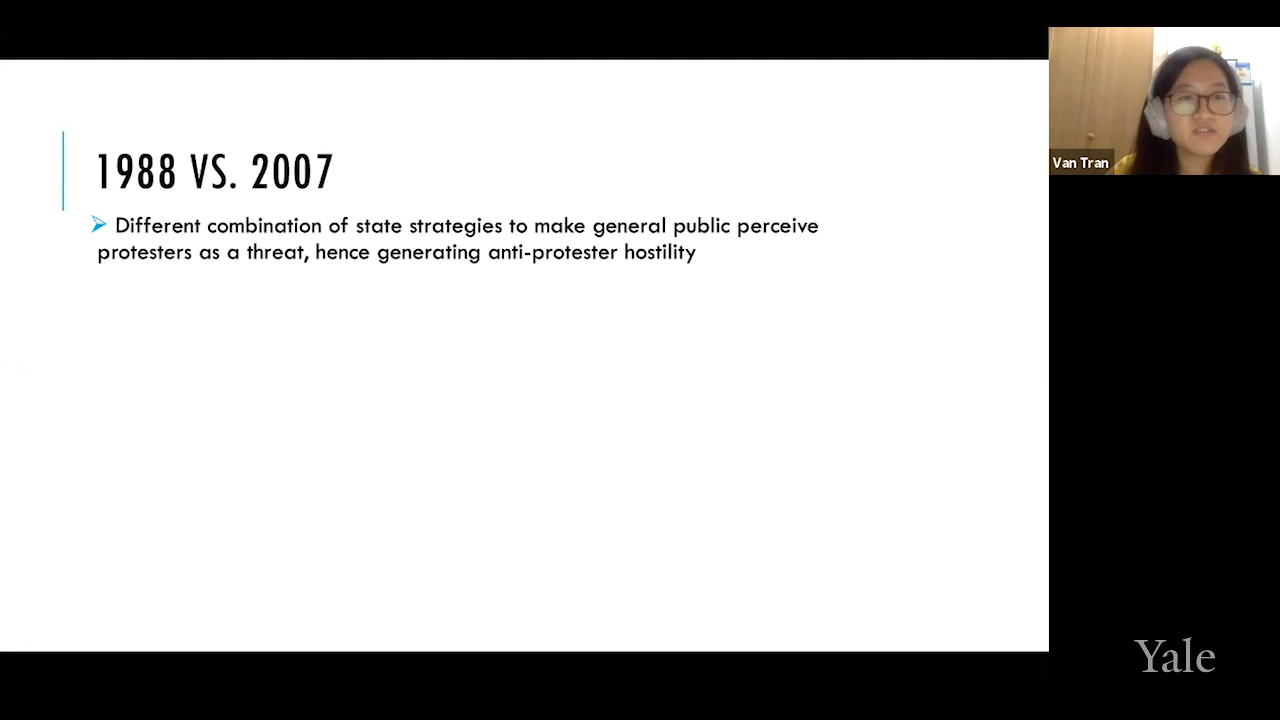 1988 VS. 2007
Different combination of state strategies to make general public perceive
protesters as a threat, hence generating anti-protester hostility
Van Tran
Yale